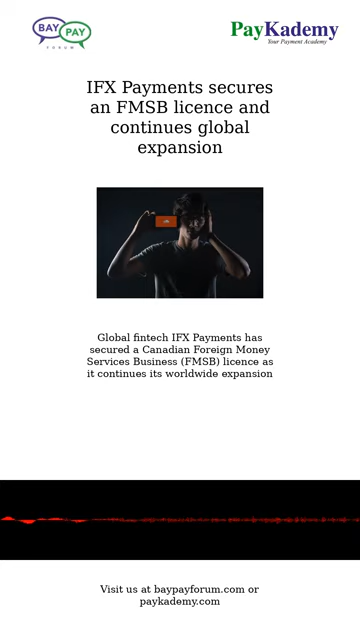 BAY
PAY
FORUM
PayKademy
Your Payment Academy
IFX Payments secures
an FMSB licence and
continues global
expansion
Global fintech IFX Payments has
secured a Canadian Foreign Money
Services Business (FMSB) licence as
it continues its worldwide expansion
Visit us at baypayforum.com or
paykademy.com